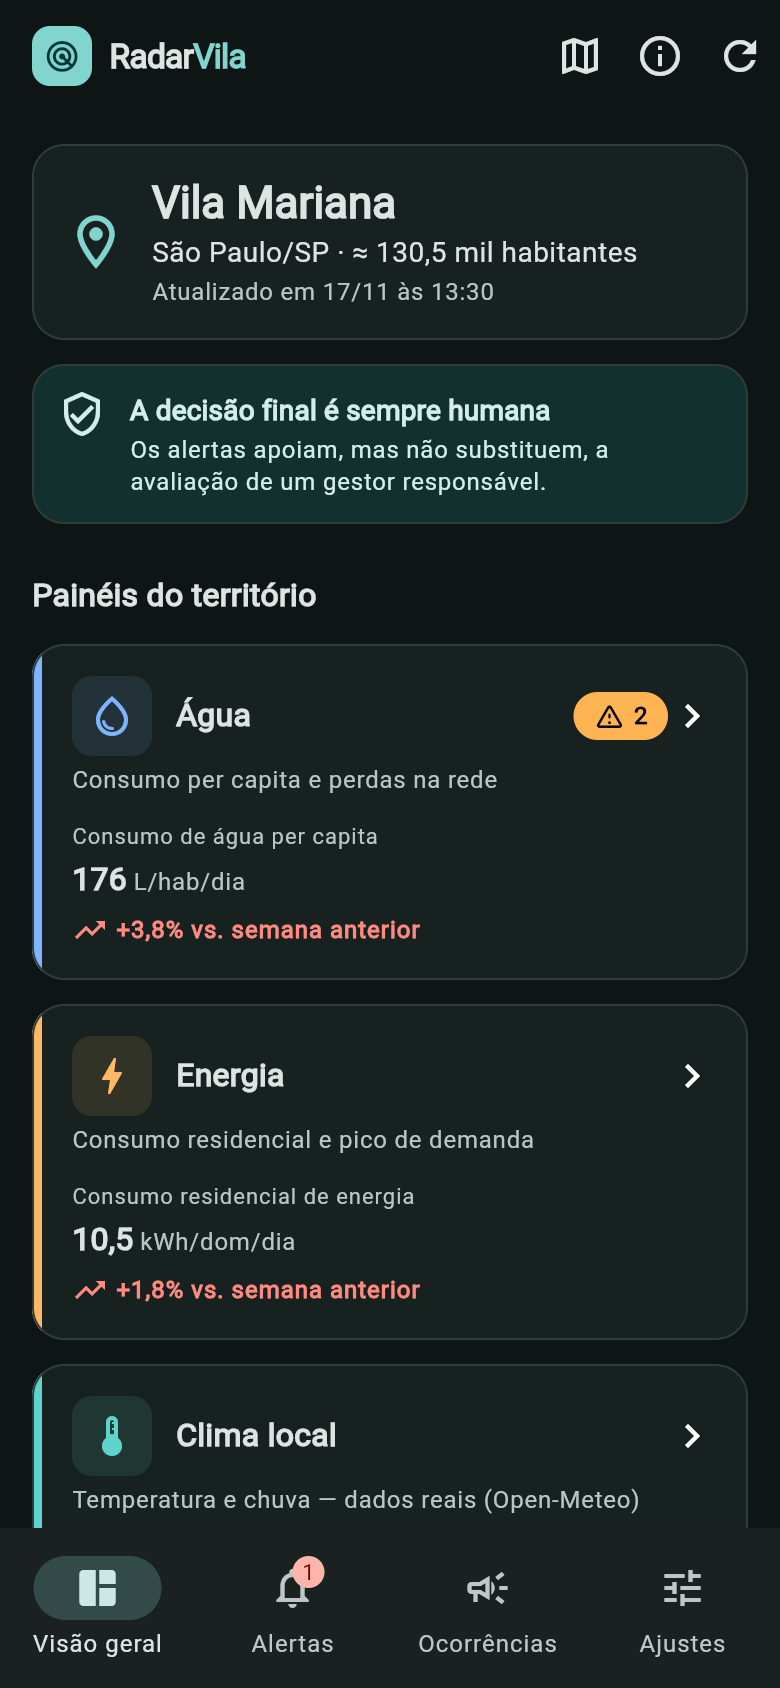 RadarVila
Vila Mariana
São Paulo/SP · ≈ 130,5 mil habitantes
Atualizado em 17/11 às 13:30
A decisão final é sempre humana
Os alertas apoiam, mas não substituem, a
avaliação de um gestor responsável.
Painéis do território
Água
2
Consumo per capita e perdas na rede
Consumo de água per capita
176 L/hab/dia
+3,8% vs. semana anterior
Energia
Consumo residencial e pico de demanda
Consumo residencial de energia
10,5 kWh/dom/dia
+1,8% vs. semana anterior
Clima local
Temperatura e chuva — dados reais (Open-Meteo)
1
Visão geral
Alertas
Ocorrências
Ajustes